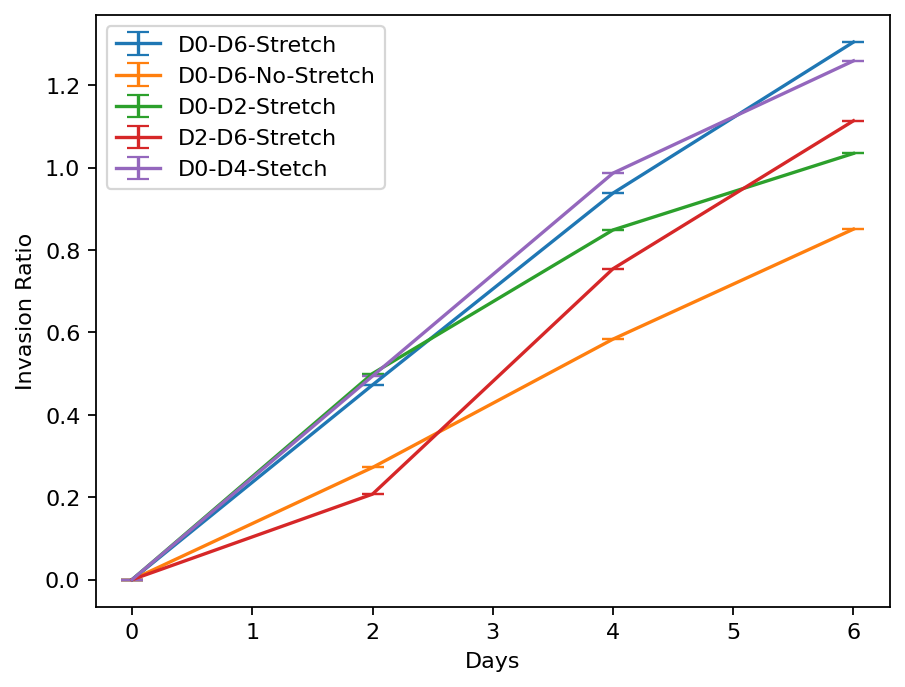 D0-D6-Stretch
D0-D6-No-Stretch
D0-D2-Stretch
D2-D6-Stretch
D0-D4-Stetch
1.2
1.0
0.8
0.6
0.4
0.2
0.0
Invasion Ratio
0 1 2 3 4 5 6
Days